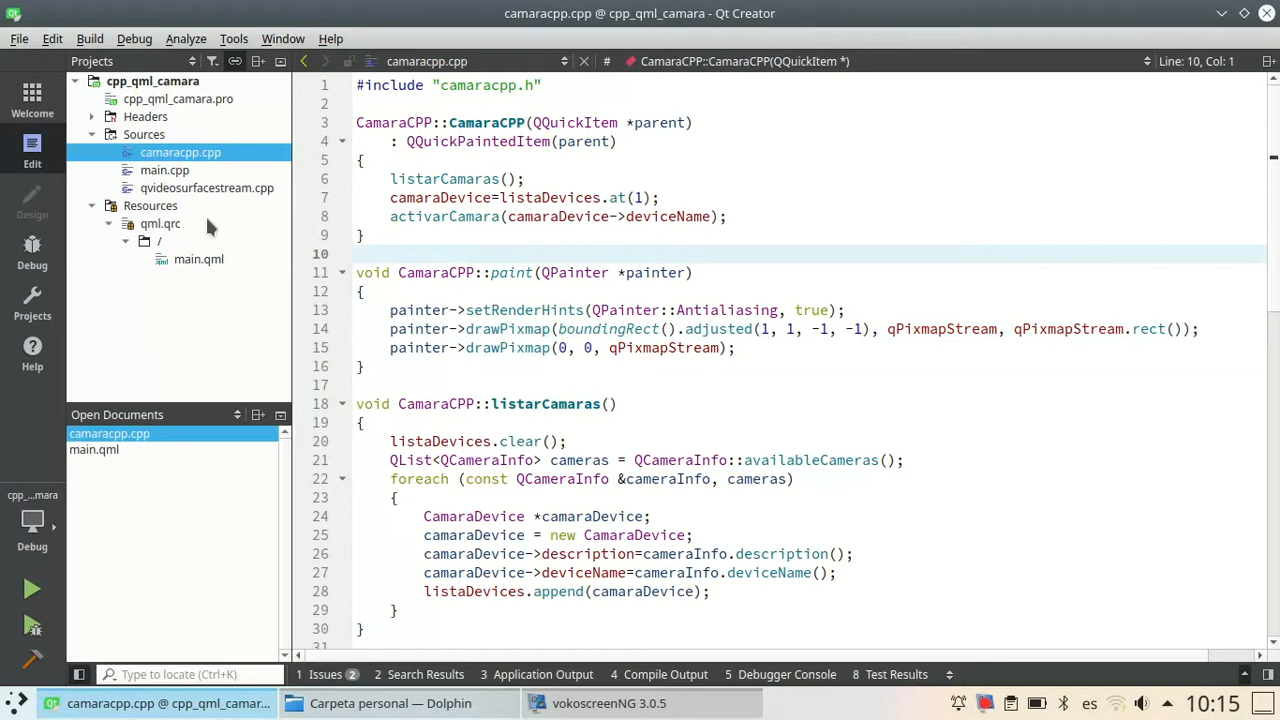 camaracpp.cpp @ cpp_qml_camara - Qt Creator
File Edit Build Debug Analyze Tools Window Help
Projects
camaracpp.cpp
# CamaraCPP::CamaraCPP(QQuickItem *)
Line: 10, Col: 1
Welcome
Edit
Design
Debug
Projects
Help
cpp_...mara
Debug
cpp_qml_camara
cpp_qml_camara.pro
Headers
Sources
camaracpp.cpp
main.cpp
qvideosurfacestream.cpp
Resources
qml.qrc
/
main.qml
Open Documents
camaracpp.cpp
main.qml
1 #include "camaracpp.h"
2
3 CamaraCPP::CamaraCPP(QQuickItem *parent)
4 : QQuickPaintedItem(parent)
5 {
6 listarCamaras();
7 camaraDevice=listaDevices.at(1);
8 activarCamara(camaraDevice->deviceName);
9 }
10
11 void CamaraCPP::paint(QPainter *painter)
12 {
13 painter->setRenderHints(QPainter::Antialiasing, true);
14 painter->drawPixmap(boundingRect().adjusted(1, 1, -1, -1), qPixmapStream, qPixmapStream.rect());
15 painter->drawPixmap(0, 0, qPixmapStream);
16 }
17
18 void CamaraCPP::listarCamaras()
19 {
20 listaDevices.clear();
21 QList<QCameraInfo> cameras = QCameraInfo::availableCameras();
22 foreach (const QCameraInfo &cameraInfo, cameras)
23 {
24 CamaraDevice *camaraDevice;
25 camaraDevice = new CamaraDevice;
26 camaraDevice->description=cameraInfo.description();
27 camaraDevice->deviceName=cameraInfo.deviceName();
28 listaDevices.append(camaraDevice);
29 }
30 }
31
Type to locate (Ctrl+K)
1 Issues 2
2 Search Results
3 Application Output
4 Compile Output
5 Debugger Console
8 Test Results
camaracpp.cpp @ cpp_qml_camar...
Carpeta personal — Dolphin
vokoscreenNG 3.0.5
es
10:15